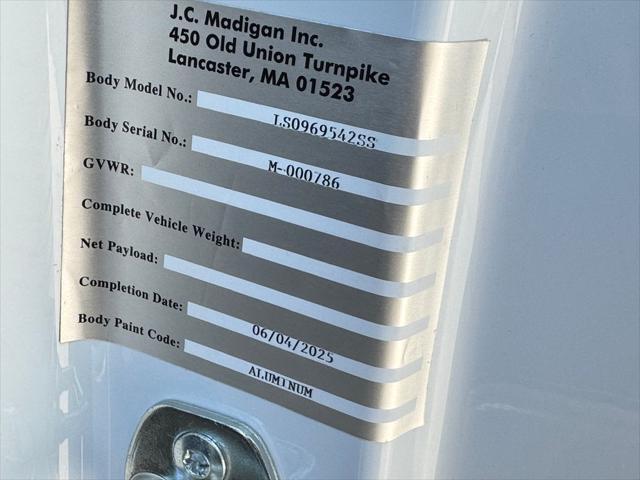 J.C. Madigan Inc.
450 Old Union Turnpike
Lancaster, MA 01523
Body Model No.: LS0969542SS
Body Serial No.: M-000786
GVWR:
Complete Vehicle Weight:
Net Payload:
Completion Date: 06/04/2025
Body Paint Code: ALUMINUM